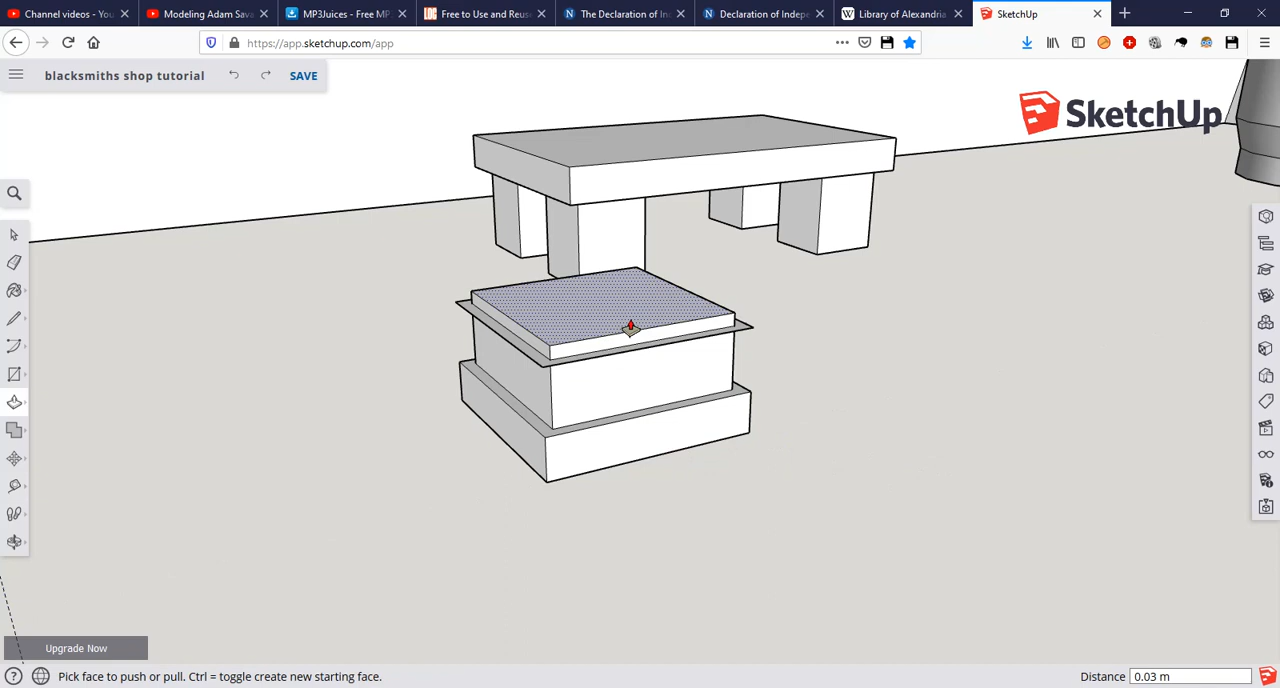 Channel videos - You
Modeling Adam Sava
MP3Juices - Free MP
Free to Use and Reus
The Declaration of In
Declaration of Indepe
Library of Alexandria
SketchUp
https://app.sketchup.com/app
blacksmiths shop tutorial
SAVE
SketchUp
Upgrade Now
Pick face to push or pull. Ctrl = toggle create new starting face.
Distance 0.03 m